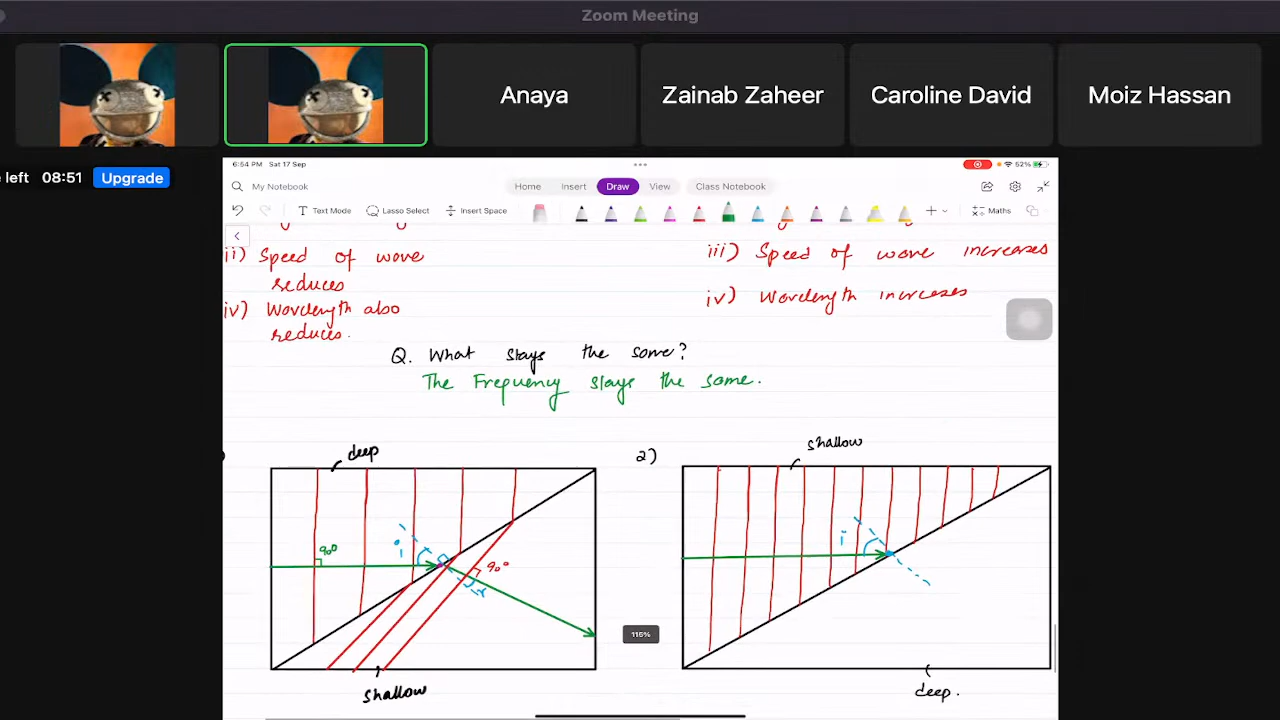 Zoom Meeting
Anaya
Zainab Zaheer
Caroline David
Moiz Hassan
left 08:51 Upgrade
6:54 PM Sat 17 Sep
52%
My Notebook
Home Insert Draw View Class Notebook
Text Mode Lasso Select Insert Space Maths
ii) Speed of wave
reduces
iv) Wavelength also
reduces.
iii) Speed of wave increases
iv) Wavelength increases
Q. What stays the same?
The Frequency stays the same.
deep
90°
i
90°
r
shallow
2)
shallow
i
deep.
115%